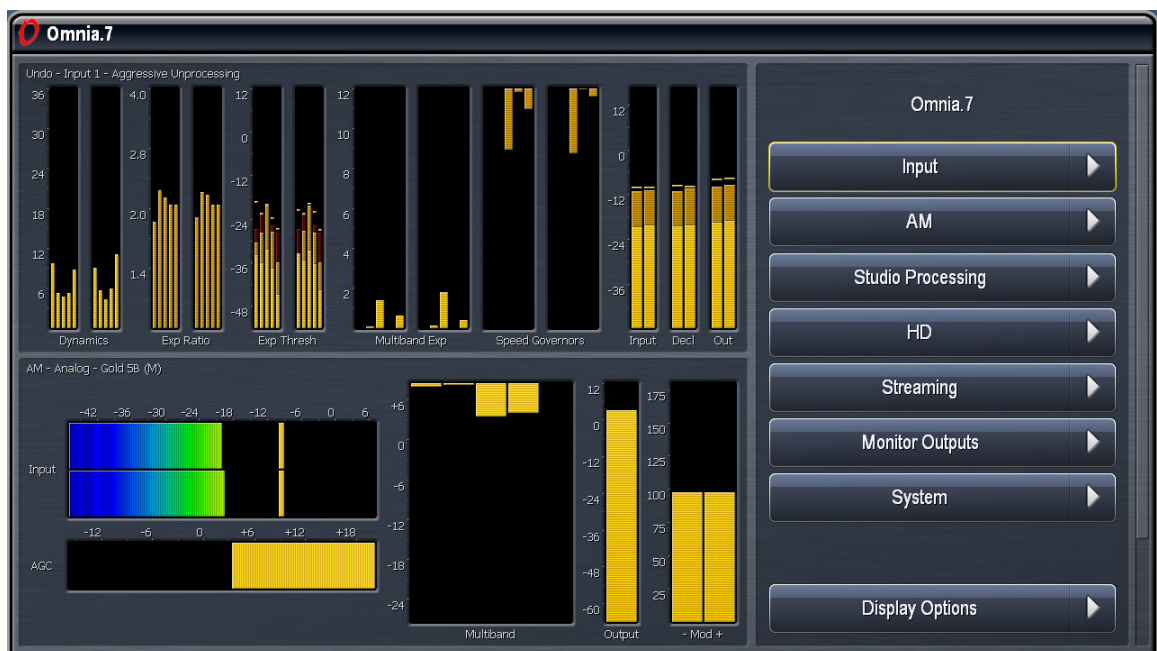 Omnia.7
Undo - Input 1 - Aggressive Unprocessing
36 4.0 12 12 12
30 10
2.8 0 0
24 8
-12 -12
18 2.0 6
-24 -24
12 4
1.4 -36 -36
6 2
-48
Dynamics Exp Ratio Exp Thresh Multiband Exp Speed Governors Input Decl Out
AM - Analog - Gold 5B (M)
-42 -36 -30 -24 -18 -12 -6 0 6
Input
-12 -6 0 +6 +12 +18
AGC
+6
0
-6
-12
-18
-24
Multiband
12
0
-12
-24
-36
-48
-60
Output
175
150
125
100
75
50
25
- Mod +
Omnia.7
Input
AM
Studio Processing
HD
Streaming
Monitor Outputs
System
Display Options